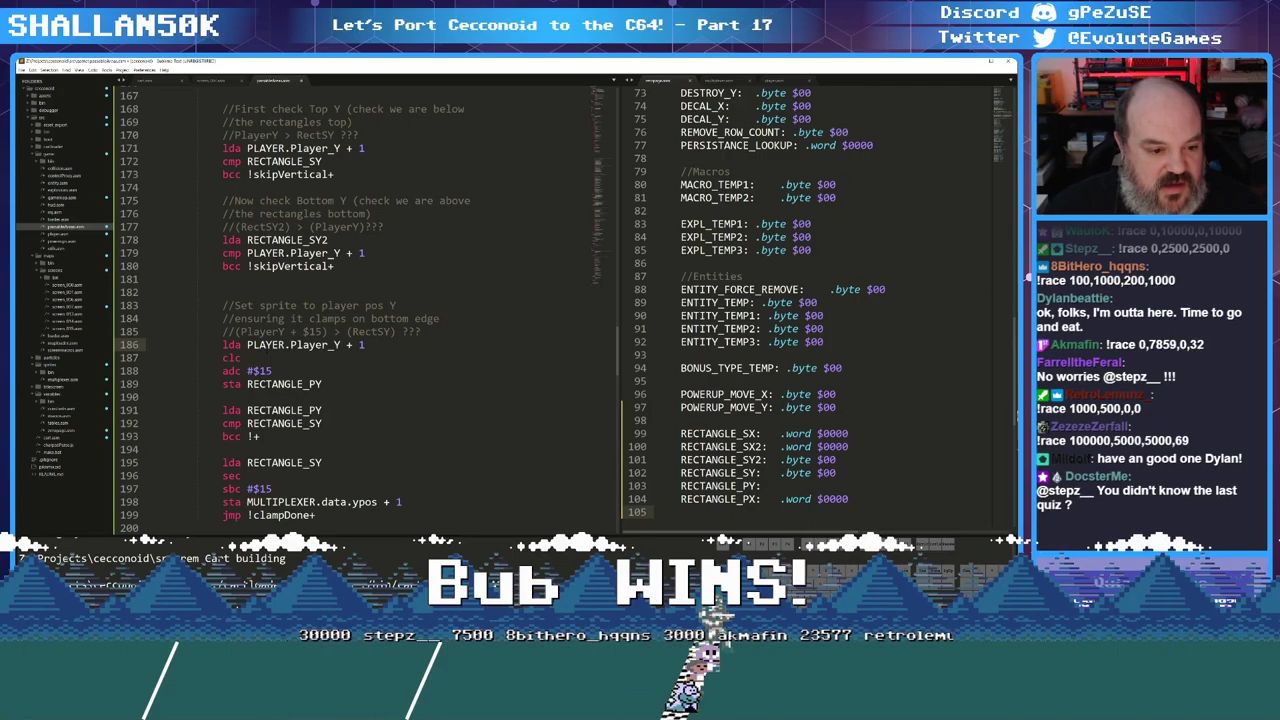 SHALLAN50K
Let's Port Cecconoid to the C64! - Part 17
Discord gPeZuSE
Twitter @EvoluteGames
167
168 //First check Top Y (check we are below
169 //the rectangles top)
170 //PlayerY > RectSY ???
171 lda PLAYER.Player_Y + 1
172 cmp RECTANGLE_SY
173 bcc !skipVertical+
174
175 //Now check Bottom Y (check we are above
176 //the rectangles bottom)
177 //(RectSY2) > (PlayerY)???
178 lda RECTANGLE_SY2
179 cmp PLAYER.Player_Y + 1
180 bcc !skipVertical+
181
182
183 //Set sprite to player pos Y
184 //ensuring it clamps on bottom edge
185 //(PlayerY + $15) > (RectSY) ???
186 lda PLAYER.Player_Y + 1
187 clc
188 adc #$15
189 sta RECTANGLE_PY
190
191 lda RECTANGLE_PY
192 cmp RECTANGLE_SY
193 bcc !+
194
195 lda RECTANGLE_SY
196 sec
197 sbc #$15
198 sta MULTIPLEXER.data.ypos + 1
199 jmp !clampDone+
200
73 DESTROY_Y: .byte $00
74 DECAL_X: .byte $00
75 DECAL_Y: .byte $00
76 REMOVE_ROW_COUNT: .byte $00
77 PERSISTANCE_LOOKUP: .word $0000
78
79 //Macros
80 MACRO_TEMP1: .byte $00
81 MACRO_TEMP2: .byte $00
82
83 EXPL_TEMP1: .byte $00
84 EXPL_TEMP2: .byte $00
85 EXPL_TEMP3: .byte $00
86
87 //Entities
88 ENTITY_FORCE_REMOVE: .byte $00
89 ENTITY_TEMP: .byte $00
90 ENTITY_TEMP1: .byte $00
91 ENTITY_TEMP2: .byte $00
92 ENTITY_TEMP3: .byte $00
93
94 BONUS_TYPE_TEMP: .byte $00
95
96 POWERUP_MOVE_X: .byte $00
97 POWERUP_MOVE_Y: .byte $00
98
99 RECTANGLE_SX: .word $0000
100 RECTANGLE_SX2: .word $0000
101 RECTANGLE_SY2: .byte $00
102 RECTANGLE_SY: .byte $00
103 RECTANGLE_PY: .byte $00
104 RECTANGLE_PX: .word $0000
105
WauloK: !race 0,10000,0,10000
Stepz__: !race 0,2500,2500,0
8BitHero_hqqns:
!race 100,1000,200,1000
Dylanbeattie:
ok, folks, I'm outta here. Time to go
and eat.
Akmafin: !race 0,7859,0,32
FarrelltheFeral:
No worries @stepz__ !!!
RetroLemunz_:
!race 1000,500,0,0
ZezezeZerfall:
!race 100000,5000,5000,69
Mildolf: have an good one Dylan!
DocsterMe:
@stepz__ You didn't know the last
quiz ?
Cart building
Bub WINS!
30000 stepz__ 7500 8bithero_hqqns 3000 akmafin 23577 retrolemu